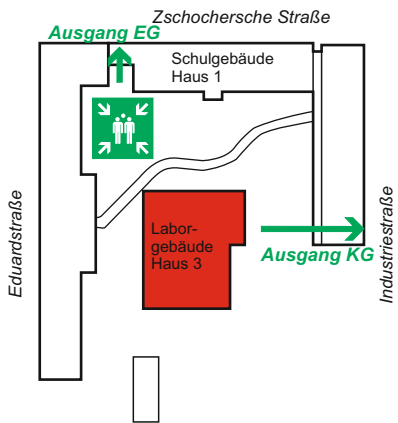 Zschochersche Straße
Ausgang EG
Schulgebäude
Haus 1
Eduardstraße
Labor-
gebäude
Haus 3
Ausgang KG
Industriestraße